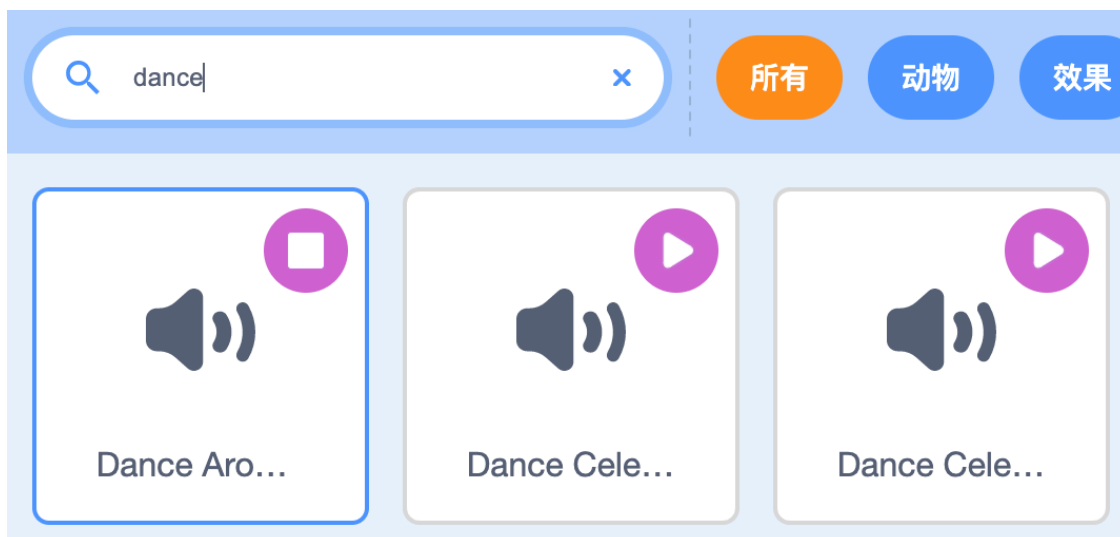 dance
所有
动物
效果
Dance Aro...
Dance Cele...
Dance Cele...